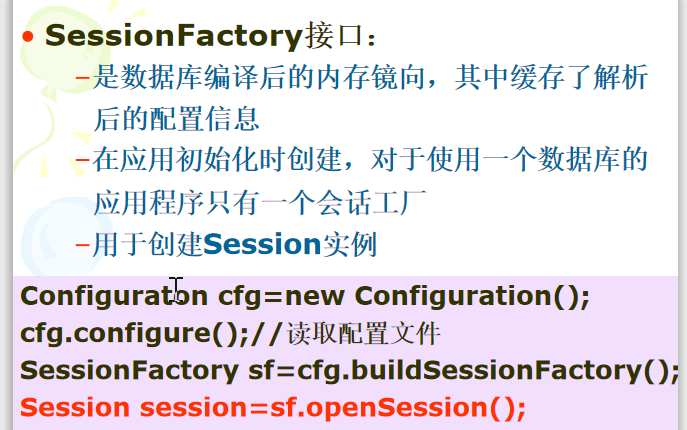 • SessionFactory接口：
–是数据库编译后的内存镜向，其中缓存了解析
后的配置信息
–在应用初始化时创建，对于使用一个数据库的
应用程序只有一个会话工厂
–用于创建Session实例
Configuraton cfg=new Configuration();
cfg.configure();//读取配置文件
SessionFactory sf=cfg.buildSessionFactory();
Session session=sf.openSession();